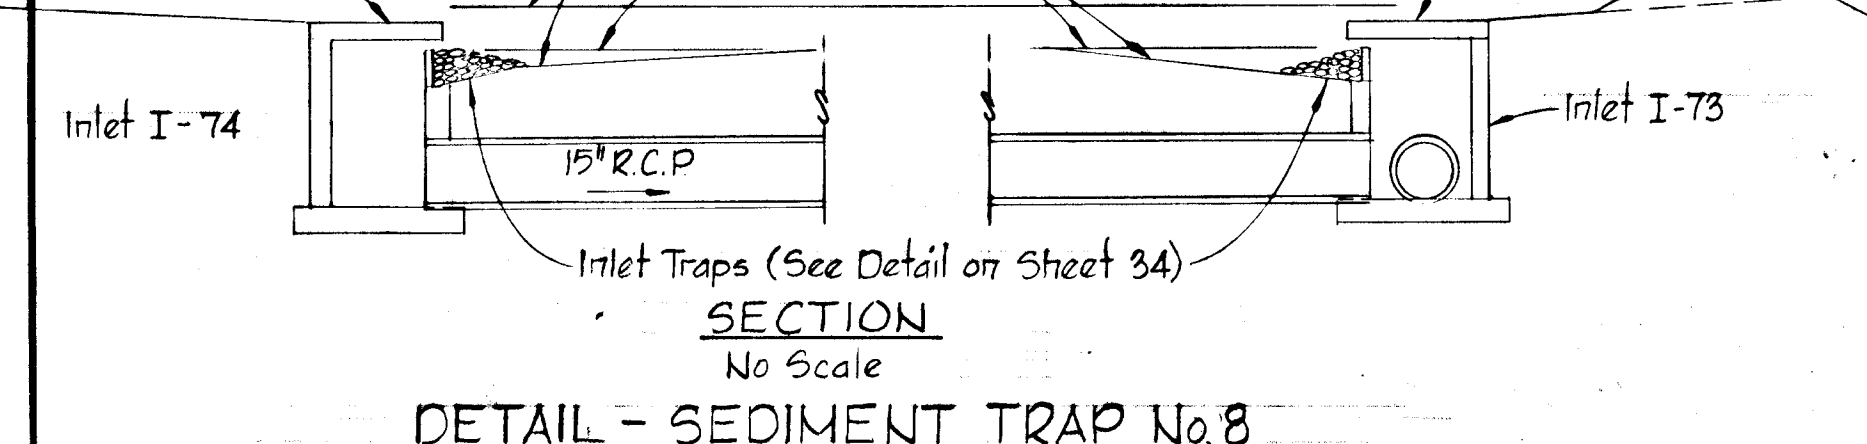 Inlet I-74
Inlet I-73
15" R.C.P
Inlet Traps (See Detail on Sheet 34)
SECTION
No Scale
DETAIL - SEDIMENT TRAP No. 8